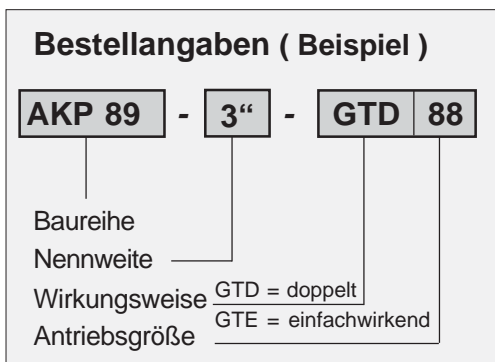 Bestellangaben ( Beispiel )
AKP 89 - 3“ - GTD 88
Baureihe
Nennweite
Wirkungsweise GTD = doppelt
GTE = einfachwirkend
Antriebsgröße